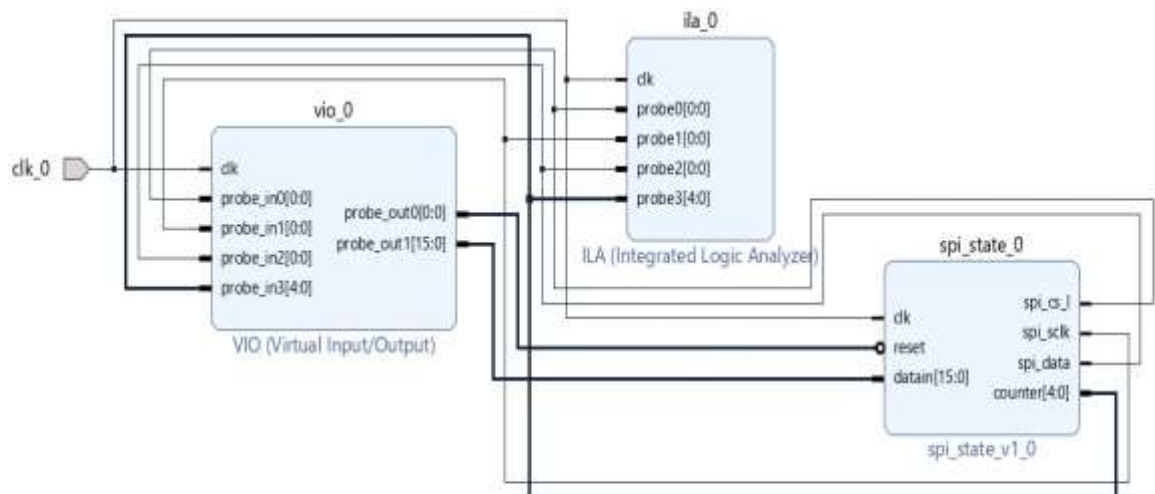 ila_0
clk
probe0[0:0]
probe1[0:0]
probe2[0:0]
probe3[4:0]
ILA (Integrated Logic Analyzer)
vio_0
clk_0
clk
probe_in0[0:0]
probe_in1[0:0]
probe_in2[0:0]
probe_in3[4:0]
probe_out0[0:0]
probe_out1[15:0]
VIO (Virtual Input/Output)
spi_state_0
clk
reset
datain[15:0]
spi_cs_l
spi_sclk
spi_data
counter[4:0]
spi_state_v1_0